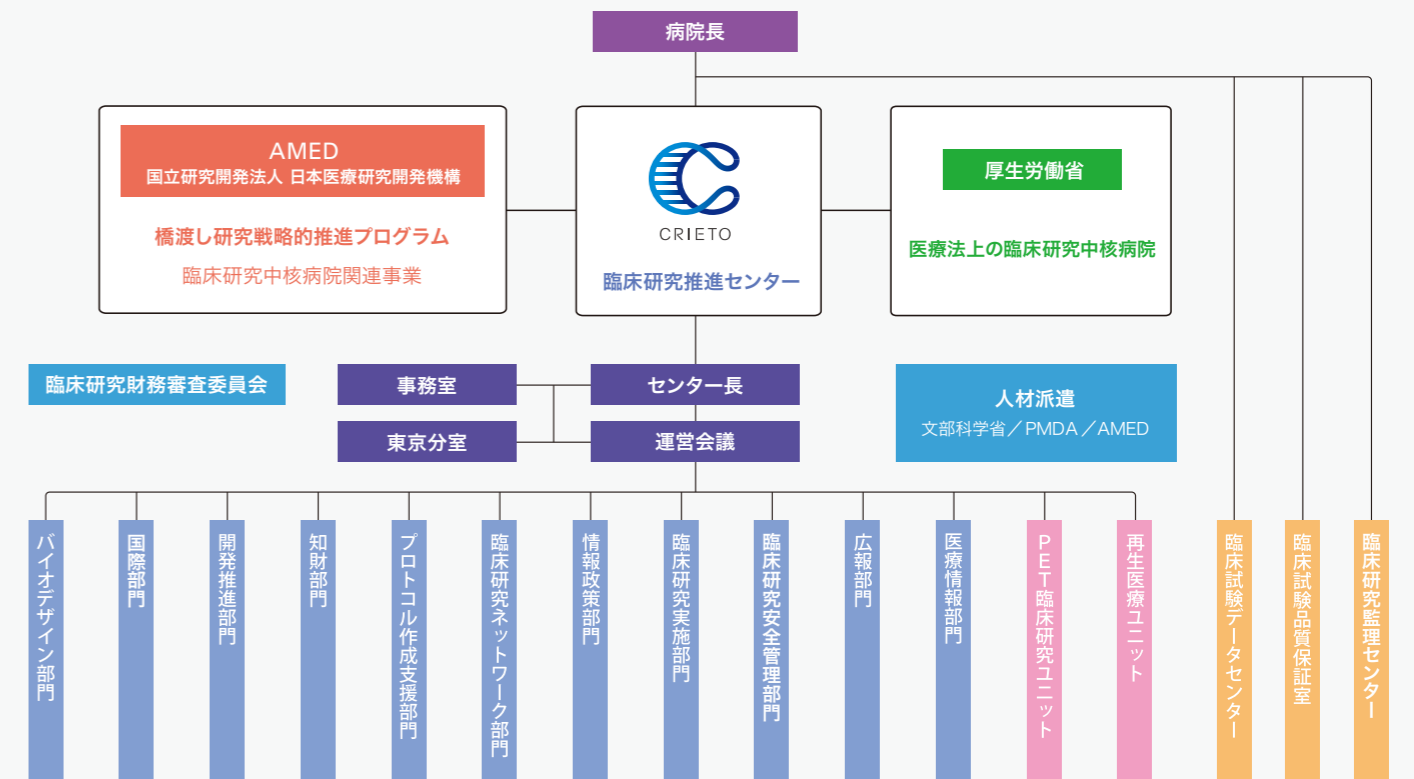 病院長
AMED
国立研究開発法人 日本医療研究開発機構
橋渡し研究戦略的推進プログラム
臨床研究中核病院関連事業
CRIETO
臨床研究推進センター
厚生労働省
医療法上の臨床研究中核病院
臨床研究財務審査委員会
事務室
センター長
東京分室
運営会議
人材派遣
文部科学省／PMDA／AMED
バイオデザイン部門
国際部門
開発推進部門
知財部門
プロトコル作成支援部門
臨床研究ネットワーク部門
情報政策部門
臨床研究実施部門
臨床研究安全管理部門
広報部門
医療情報部門
PET臨床研究ユニット
再生医療ユニット
臨床試験データセンター
臨床試験品質保証室
臨床研究監理センター